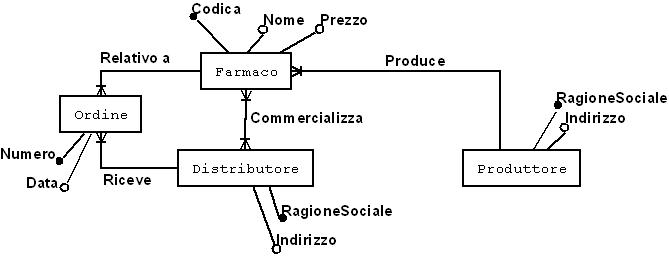 Codica
Nome
Prezzo
Relativo a
Farmaco
Produce
RagioneSociale
Indirizzo
Ordine
Commercializza
Numero
Data
Riceve
Distributore
Produttore
RagioneSociale
Indirizzo